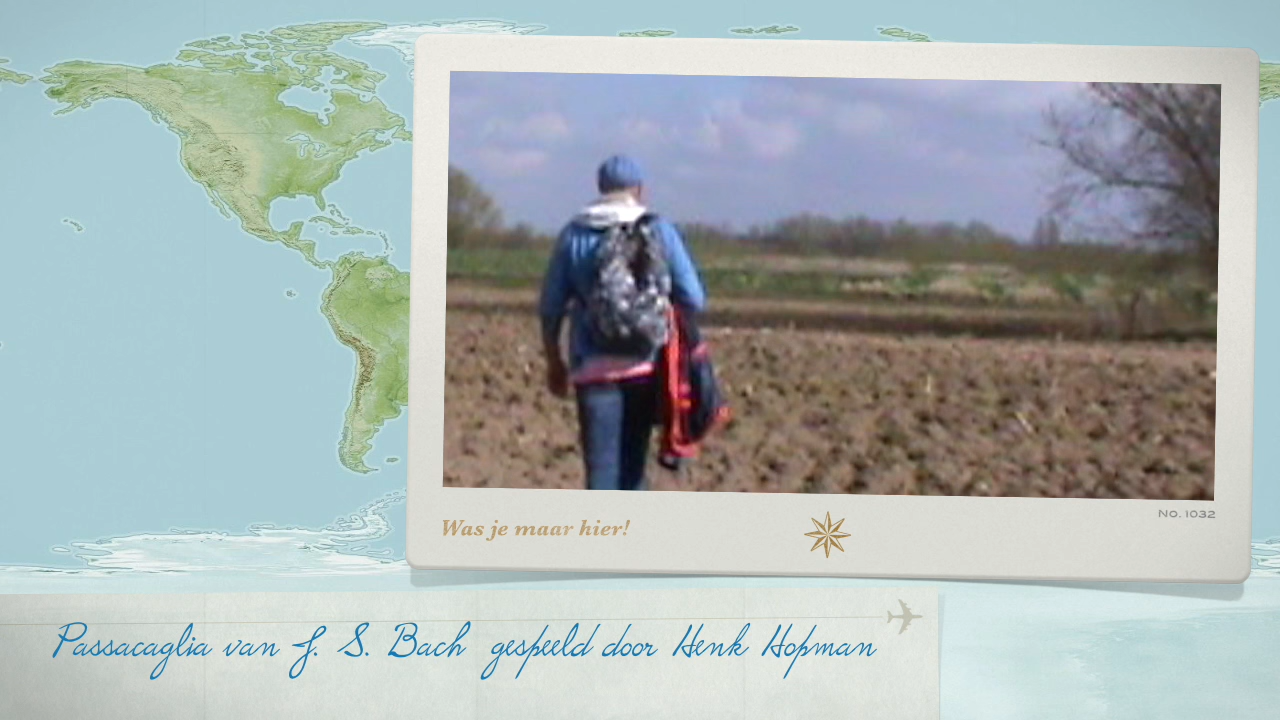 No. 1032
Was je maar hier!
Passacaglia van J. S. Bach gespeeld door Henk Hopman